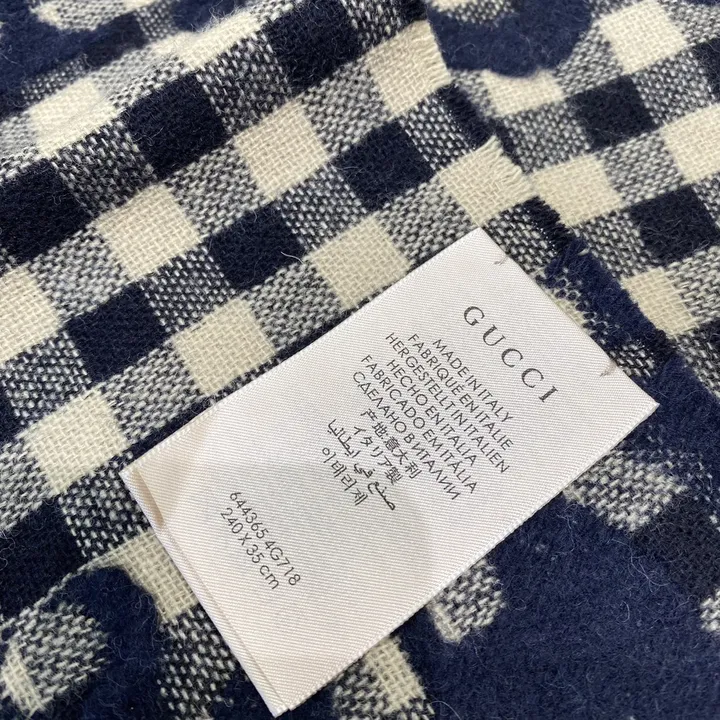 GUCCI
MADE IN ITALY
FABRIQUÉ EN ITALIE
HERGESTELLT IN ITALIEN
HECHO EN ITALIA
FABRICADO EM ITÁLIA
СДЕЛАНО В ИТАЛИИ
产地意大利
イタリア製
صنع في ايطاليا
이태리제
644365 4G718
240 X 35 cm